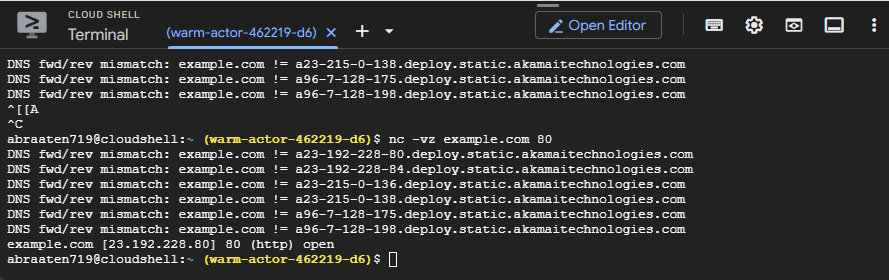 CLOUD SHELL
Terminal
(warm-actor-462219-d6)
Open Editor
DNS fwd/rev mismatch: example.com != a23-215-0-138.deploy.static.akamaitechnologies.com
DNS fwd/rev mismatch: example.com != a96-7-128-175.deploy.static.akamaitechnologies.com
DNS fwd/rev mismatch: example.com != a96-7-128-198.deploy.static.akamaitechnologies.com
^[[A
^C
abraaten719@cloudshell:~ (warm-actor-462219-d6)$ nc -vz example.com 80
DNS fwd/rev mismatch: example.com != a23-192-228-80.deploy.static.akamaitechnologies.com
DNS fwd/rev mismatch: example.com != a23-192-228-84.deploy.static.akamaitechnologies.com
DNS fwd/rev mismatch: example.com != a23-215-0-136.deploy.static.akamaitechnologies.com
DNS fwd/rev mismatch: example.com != a23-215-0-138.deploy.static.akamaitechnologies.com
DNS fwd/rev mismatch: example.com != a96-7-128-175.deploy.static.akamaitechnologies.com
DNS fwd/rev mismatch: example.com != a96-7-128-198.deploy.static.akamaitechnologies.com
example.com [23.192.228.80] 80 (http) open
abraaten719@cloudshell:~ (warm-actor-462219-d6)$